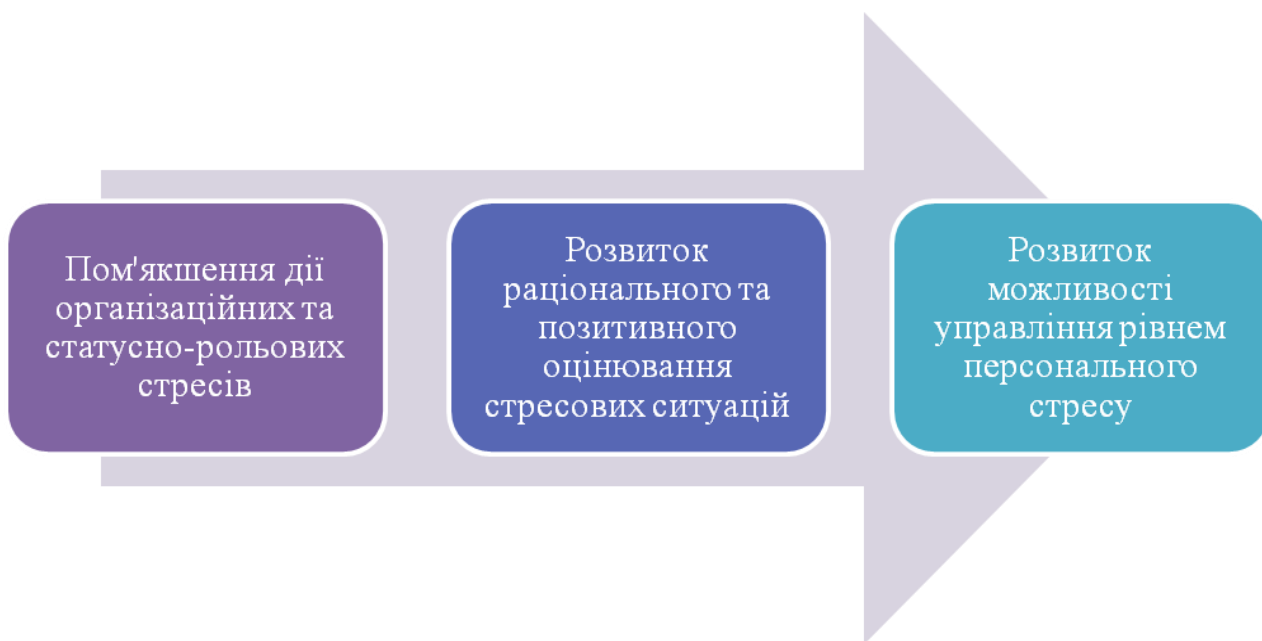 Пом'якшення дії
організаційних та
статусно-рольових
стресів
Розвиток
раціонального та
позитивного
оцінювання
стресових ситуацій
Розвиток
можливості
управління рівнем
персонального
стресу